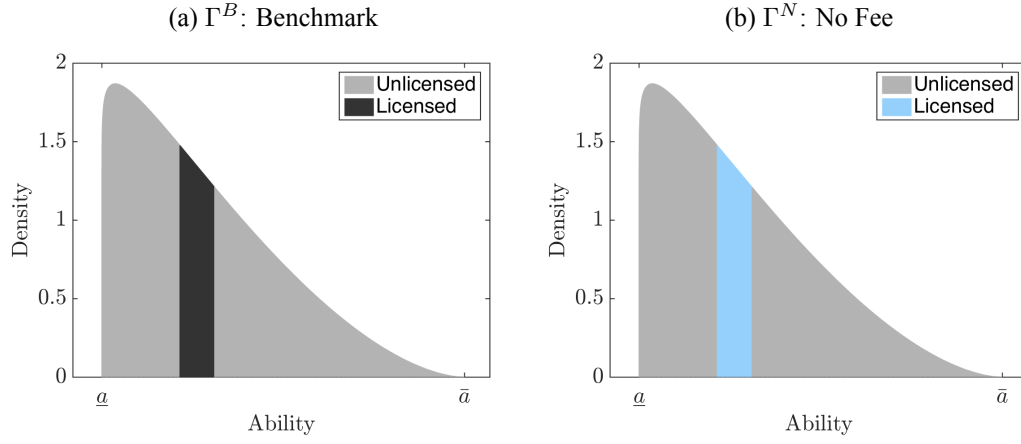 (a) Γ^B: Benchmark
2
1.5
1
0.5
0
Density
Unlicensed
Licensed
a̲
ā
Ability
(b) Γ^N: No Fee
2
1.5
1
0.5
0
Density
Unlicensed
Licensed
a̲
ā
Ability